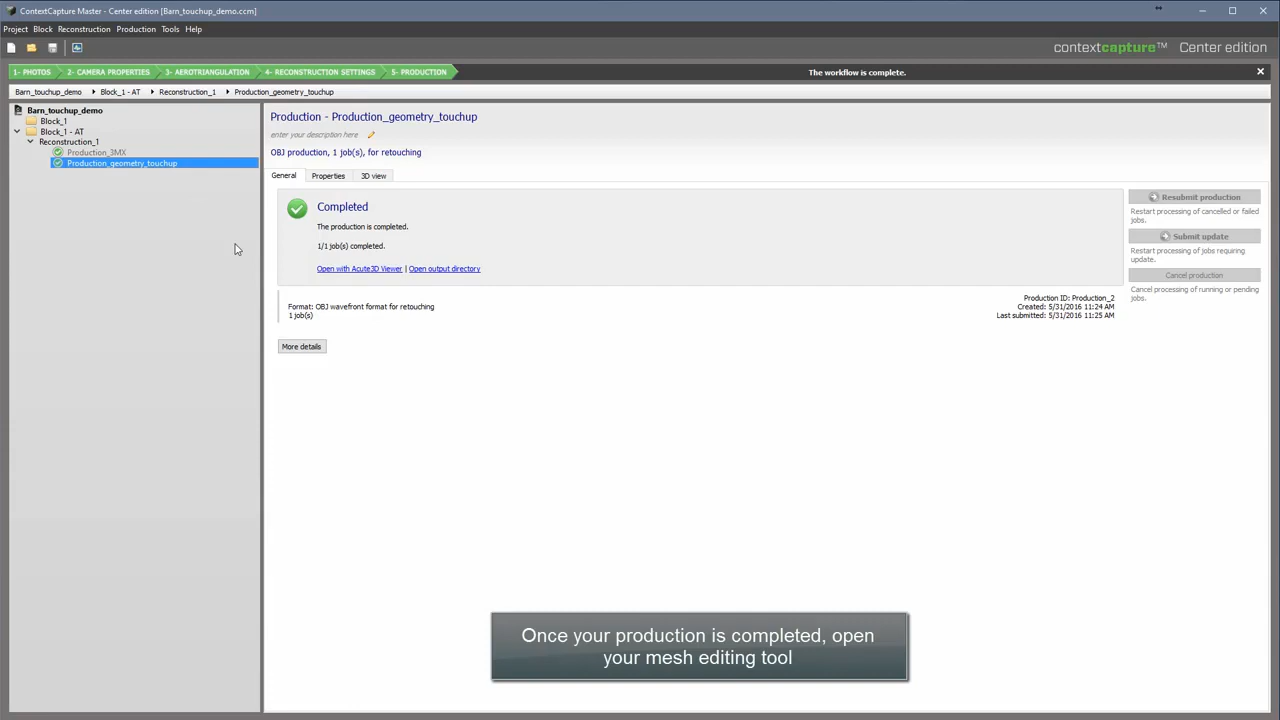 ContextCapture Master - Center edition [Barn_touchup_demo.ccm]
Project Block Reconstruction Production Tools Help
contextcapture™ Center edition
1- PHOTOS 2- CAMERA PROPERTIES 3- AEROTRIANGULATION 4- RECONSTRUCTION SETTINGS 5- PRODUCTION The workflow is complete.
Barn_touchup_demo Block_1 - AT Reconstruction_1 Production_geometry_touchup
Barn_touchup_demo
Block_1
Block_1 - AT
Reconstruction_1
Production_3MX
Production_geometry_touchup
Production - Production_geometry_touchup
enter your description here
OBJ production, 1 job(s), for retouching
General Properties 3D view
Completed
The production is completed.
1/1 job(s) completed.
Open with Acute3D Viewer | Open output directory
Resubmit production
Restart processing of cancelled or failed
jobs.
Submit update
Restart processing of jobs requiring
update.
Cancel production
Cancel processing of running or pending
jobs.
Format: OBJ wavefront format for retouching
1 job(s)
Production ID: Production_2
Created: 5/31/2016 11:24 AM
Last submitted: 5/31/2016 11:25 AM
More details
Once your production is completed, open
your mesh editing tool